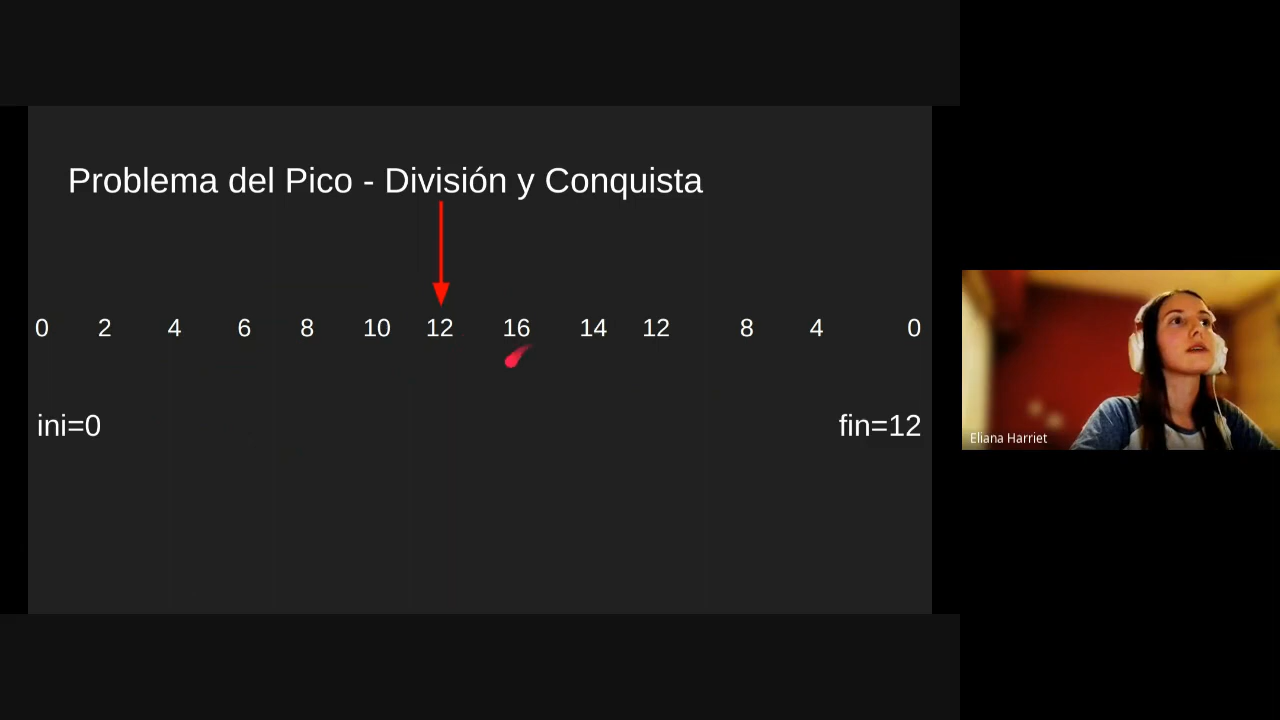 Problema del Pico - División y Conquista
0 2 4 6 8 10 12 16 14 12 8 4 0
ini=0 fin=12
Eliana Harriet